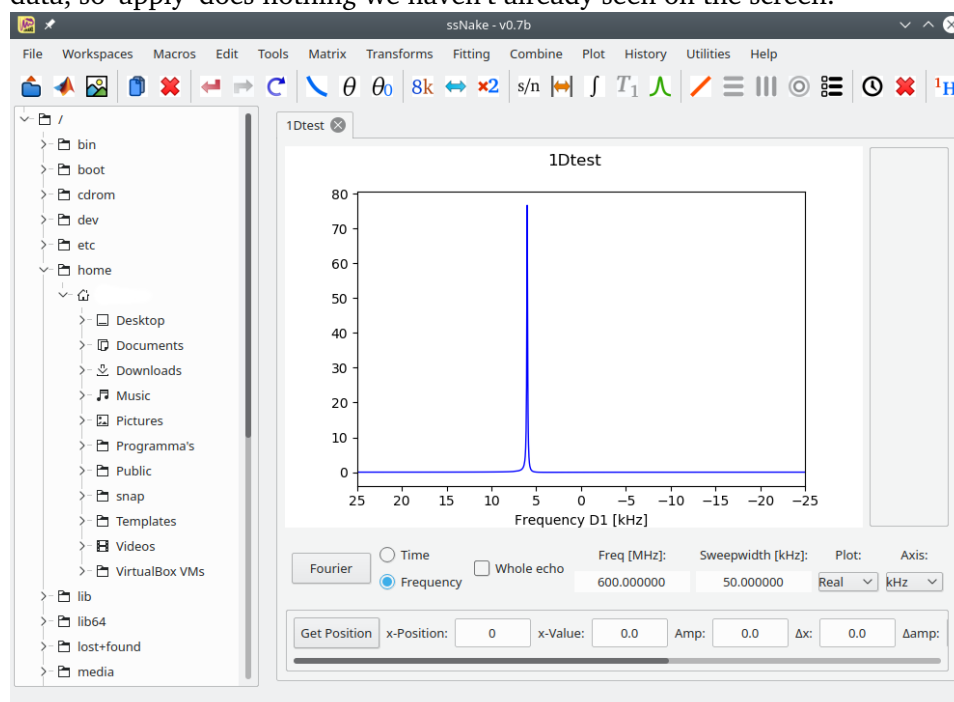 data, so 'apply' does nothing we haven't already seen on the screen.
ssNake - v0.7b
File Workspaces Macros Edit Tools Matrix Transforms Fitting Combine Plot History Utilities Help
θ θ0 8k ×2 s/n ∫ T1 1H
/
bin
boot
cdrom
dev
etc
home
Desktop
Documents
Downloads
Music
Pictures
Programma's
Public
snap
Templates
Videos
VirtualBox VMs
lib
lib64
lost+found
media
1Dtest
1Dtest
80
70
60
50
40
30
20
10
0
25 20 15 10 5 0 −5 −10 −15 −20 −25
Frequency D1 [kHz]
Fourier
Time
Frequency
Whole echo
Freq [MHz]: Sweepwidth [kHz]: Plot: Axis:
600.000000 50.000000 Real kHz
Get Position x-Position: 0 x-Value: 0.0 Amp: 0.0 Δx: 0.0 Δamp: